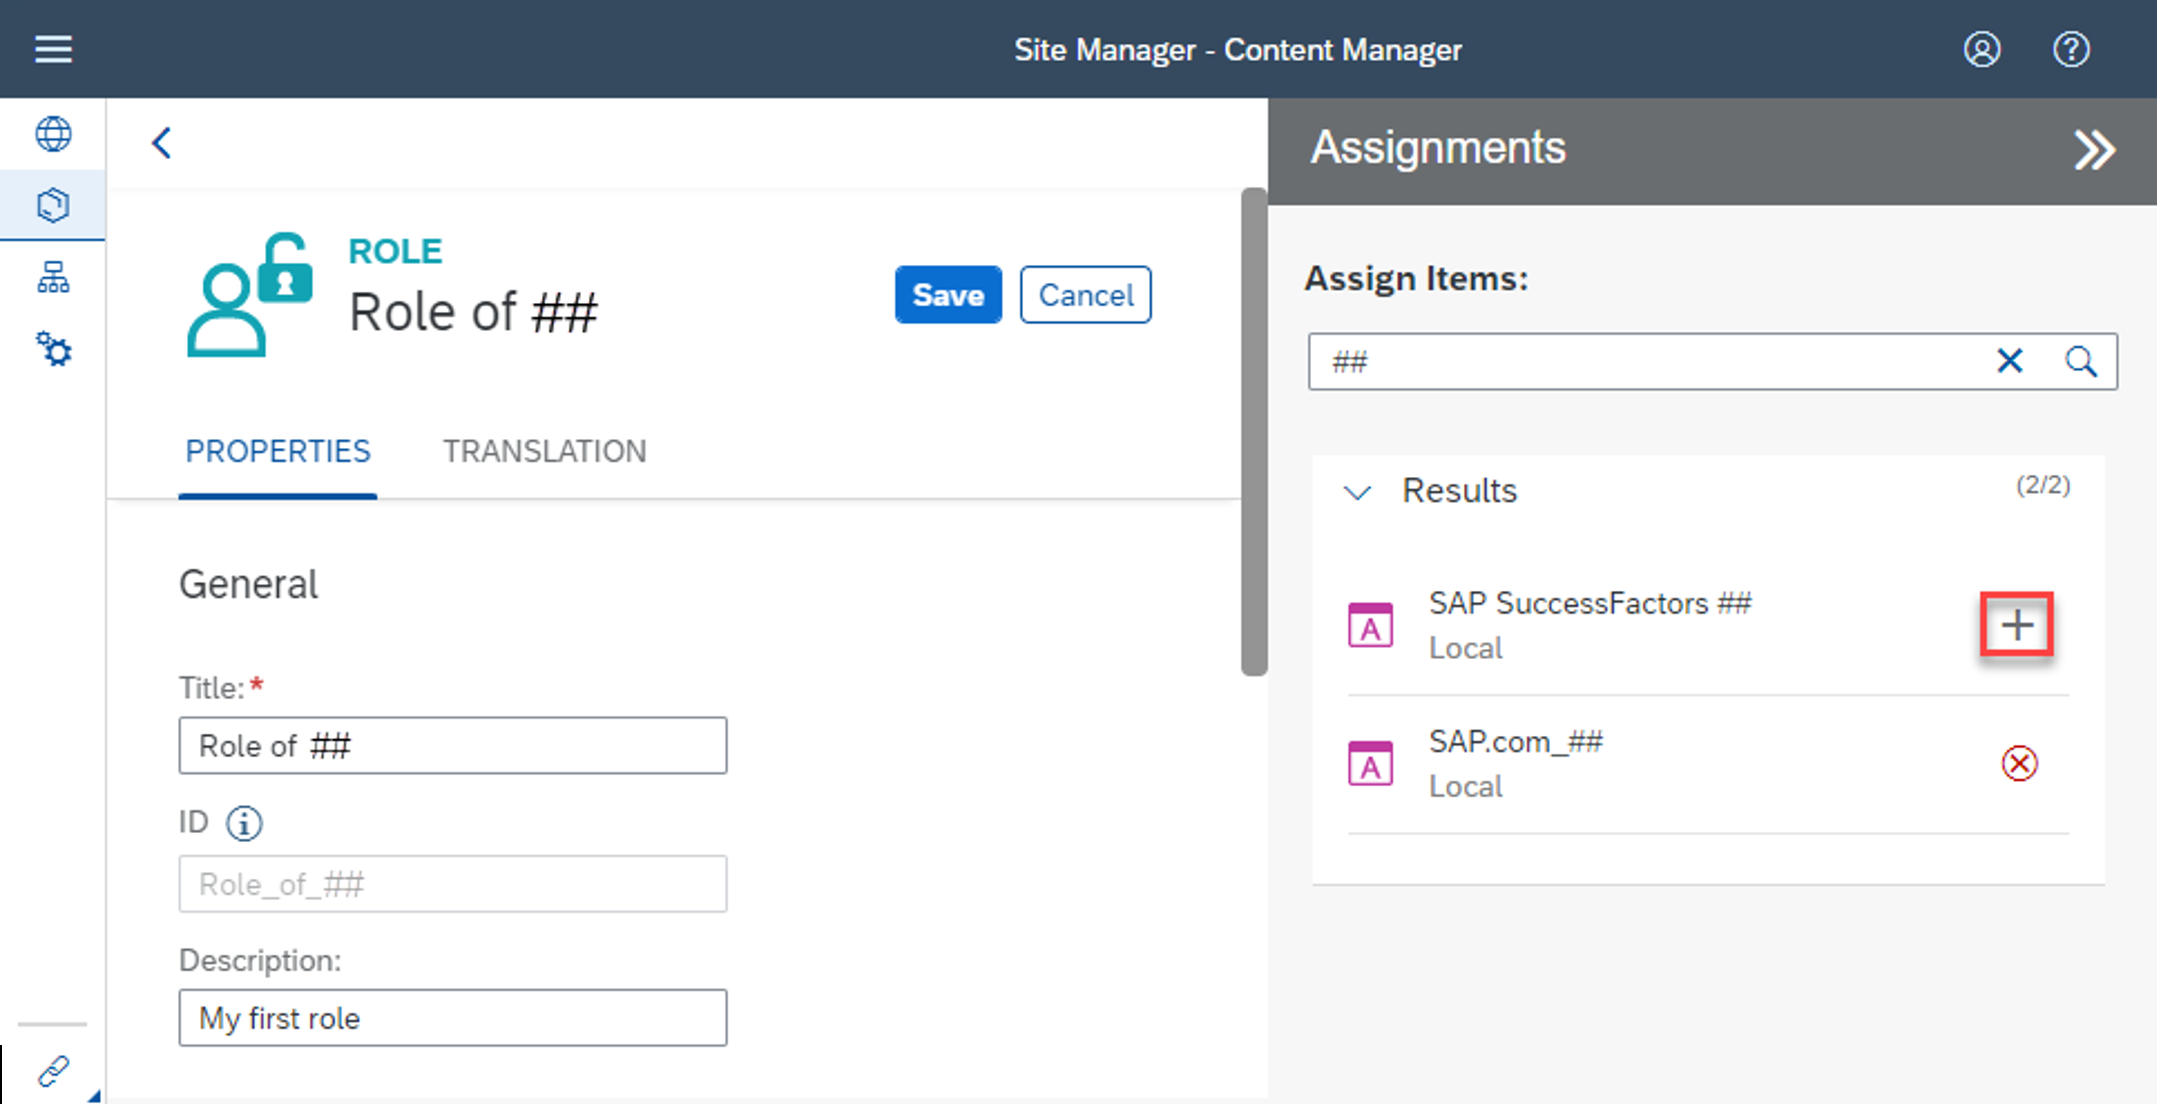 Site Manager - Content Manager
ROLE
Role of ##
Save
Cancel
PROPERTIES
TRANSLATION
General
Title:*
Role of ##
ID
Role_of_##
Description:
My first role
Assignments
Assign Items:
##
Results
(2/2)
A
SAP SuccessFactors ##
Local
A
SAP.com_##
Local